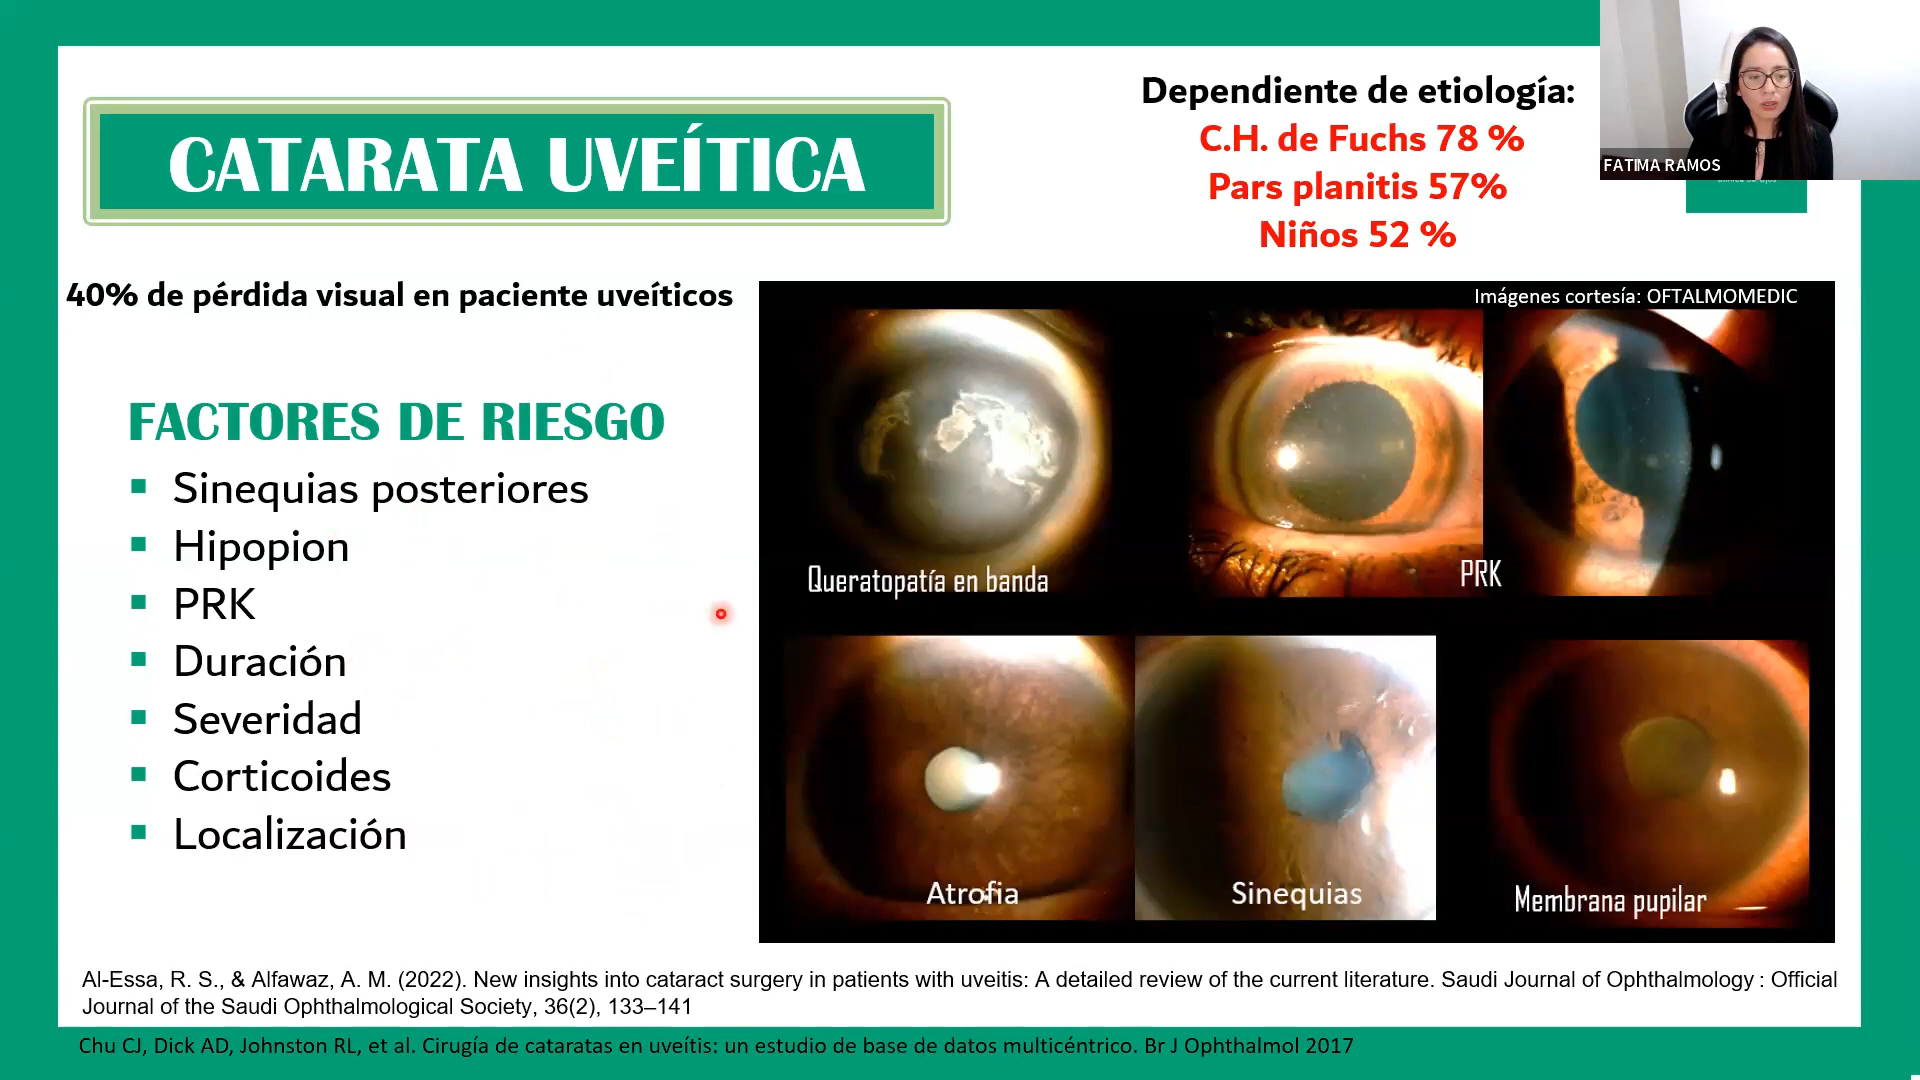 CATARATA UVEÍTICA
Dependiente de etiología:
C.H. de Fuchs 78 %
Pars planitis 57%
Niños 52 %
FATIMA RAMOS
40% de pérdida visual en paciente uveíticos
FACTORES DE RIESGO
Sinequias posteriores
Hipopion
PRK
Duración
Severidad
Corticoides
Localización
Imágenes cortesía: OFTALMOMEDIC
Queratopatía en banda
PRK
Atrofia
Sinequias
Membrana pupilar
Al-Essa, R. S., & Alfawaz, A. M. (2022). New insights into cataract surgery in patients with uveitis: A detailed review of the current literature. Saudi Journal of Ophthalmology : Official
Journal of the Saudi Ophthalmological Society, 36(2), 133–141
Chu CJ, Dick AD, Johnston RL, et al. Cirugía de cataratas en uveítis: un estudio de base de datos multicéntrico. Br J Ophthalmol 2017